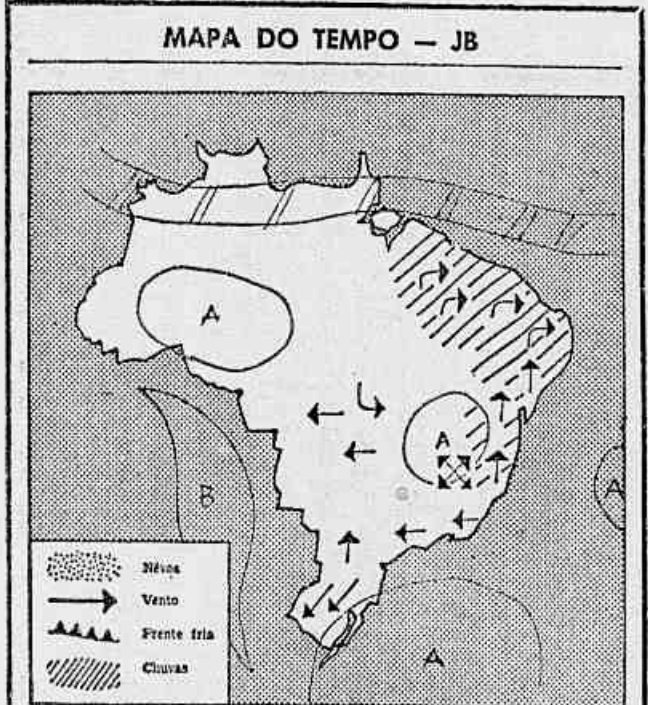 MAPA DO TEMPO — JB
A
A
B
A
A
Névoa
Vento
Frente fria
Chuvas